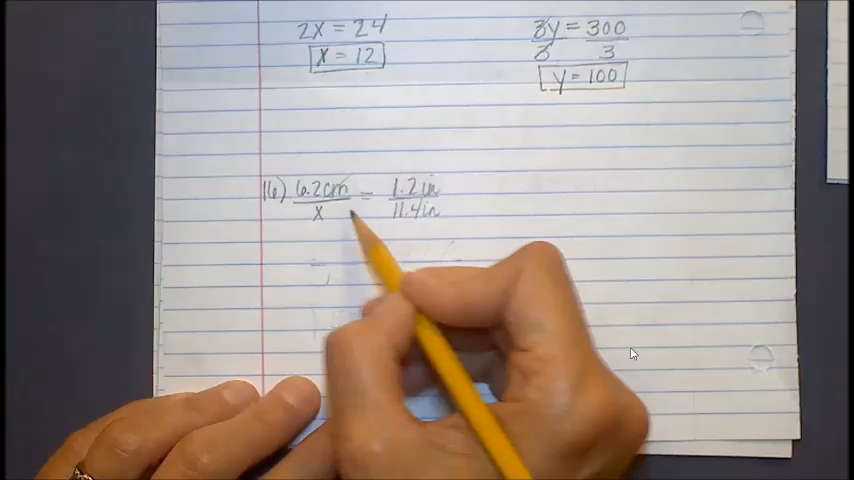 2x = 24
x = 12
3y = 300
3 3
y = 100
16) 6.2cm = 1.2in
x 11.4in